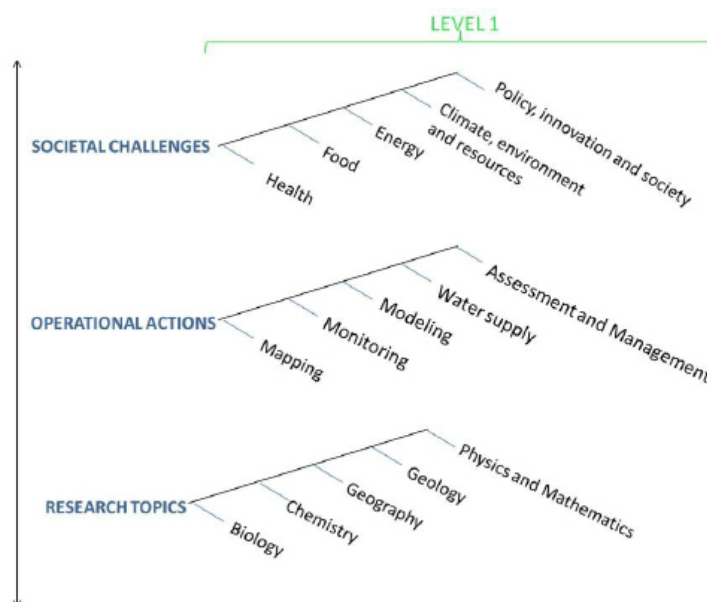 LEVEL 1
SOCIETAL CHALLENGES
Health
Food
Energy
Climate, environment
and resources
Policy, innovation and society
OPERATIONAL ACTIONS
Mapping
Monitoring
Modeling
Water supply
Assessment and Management
RESEARCH TOPICS
Biology
Chemistry
Geography
Geology
Physics and Mathematics